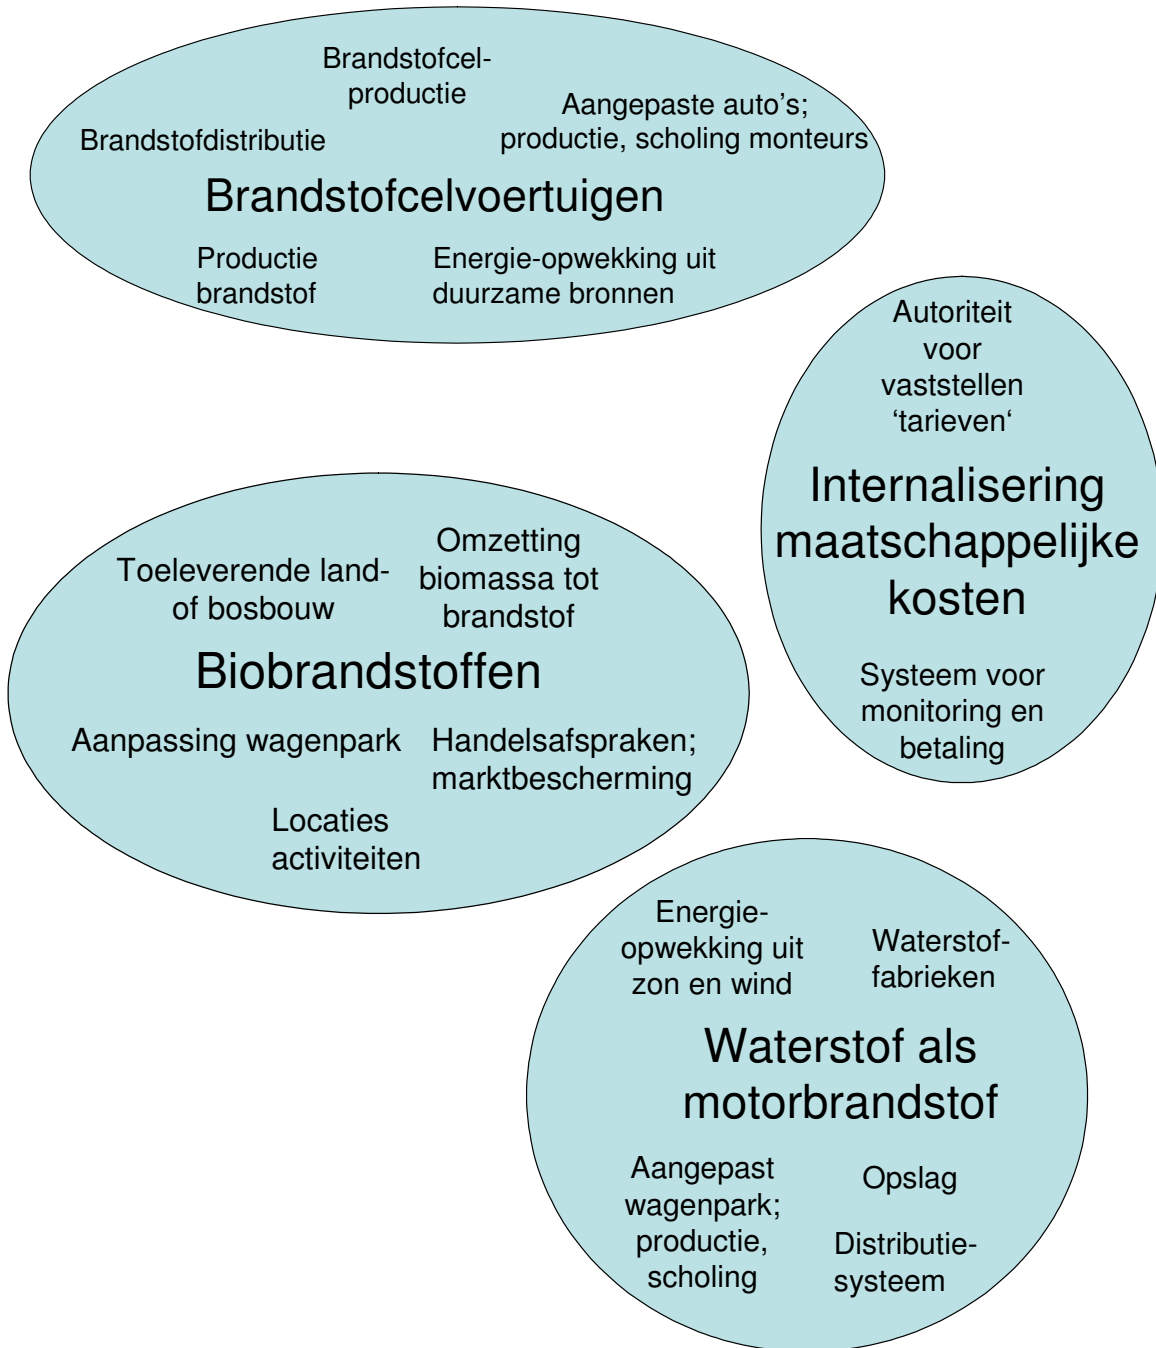 Brandstofcel-
productie
Aangepaste auto’s;
productie, scholing monteurs
Brandstofdistributie
Brandstofcelvoertuigen
Productie
brandstof
Energie-opwekking uit
duurzame bronnen
Autoriteit
voor
vaststellen
‘tarieven‘
Internalisering
maatschappelijke
kosten
Systeem voor
monitoring en
betaling
Toeleverende land-
of bosbouw
Omzetting
biomassa tot
brandstof
Biobrandstoffen
Aanpassing wagenpark
Handelsafspraken;
marktbescherming
Locaties
activiteiten
Energie-
opwekking uit
zon en wind
Waterstof-
fabrieken
Waterstof als
motorbrandstof
Aangepast
wagenpark;
productie,
scholing
Opslag
Distributie-
systeem